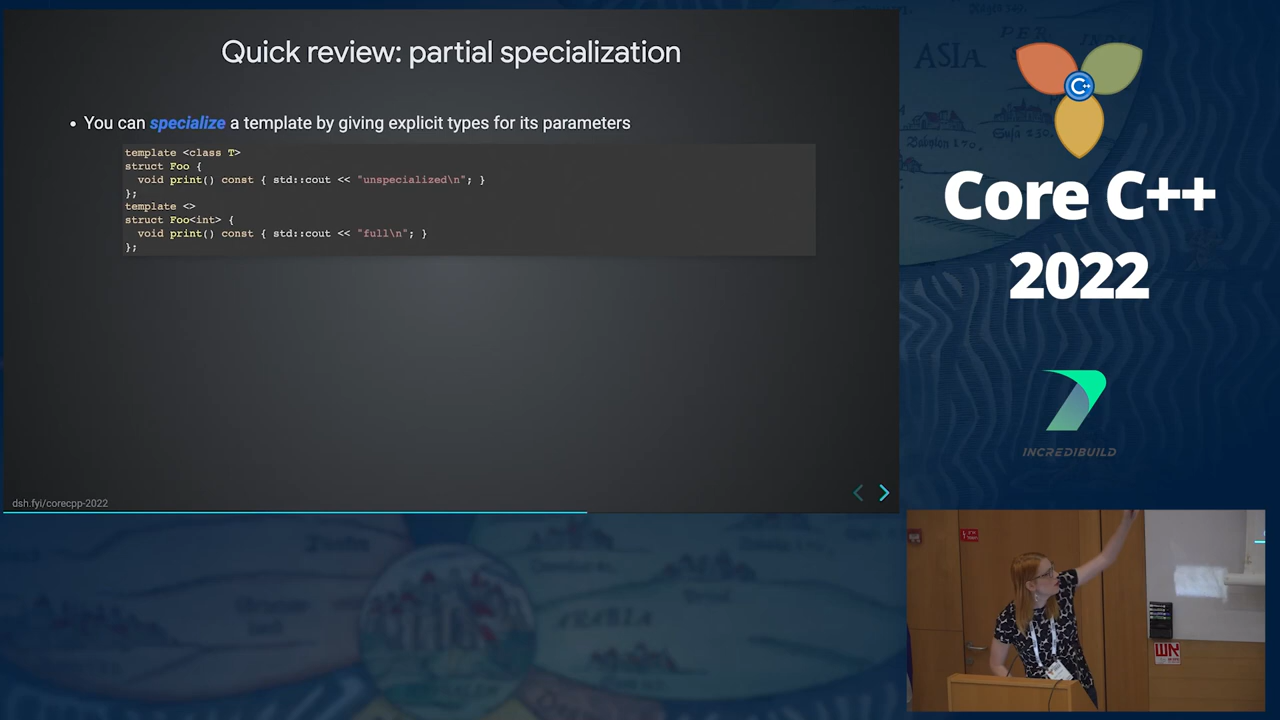 Quick review: partial specialization
• You can specialize a template by giving explicit types for its parameters
template <class T>
struct Foo {
  void print() const { std::cout << "unspecialized\n"; }
};
template <>
struct Foo<int> {
  void print() const { std::cout << "full\n"; }
};
dsh.fyi/corecpp-2022
ASIA
C++
Core C++
2022
INCREDIBUILD
ARABIA
אש